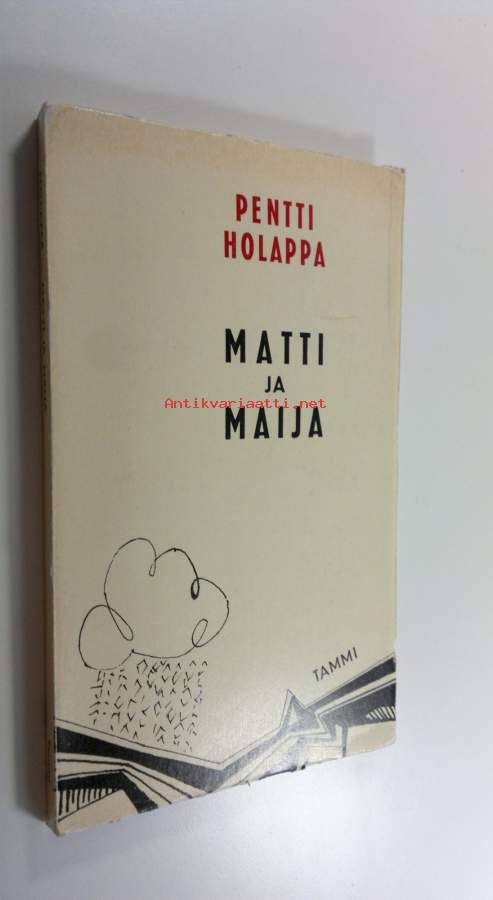 PENTTI
HOLAPPA
MATTI
JA
Antikvariaatti.net
MAIJA
TAMMI